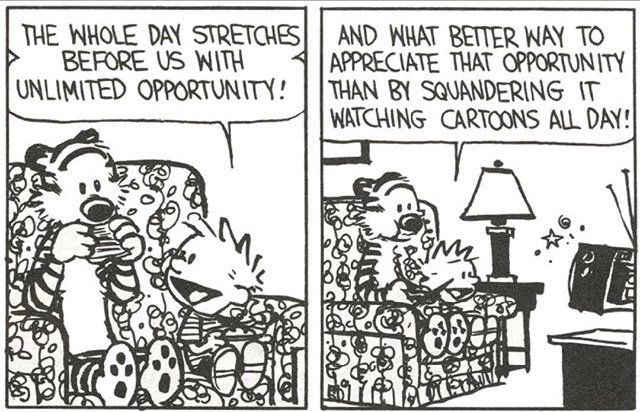 THE WHOLE DAY STRETCHES
BEFORE US WITH
UNLIMITED OPPORTUNITY!
AND WHAT BETTER WAY TO
APPRECIATE THAT OPPORTUNITY
THAN BY SQUANDERING IT
WATCHING CARTOONS ALL DAY!